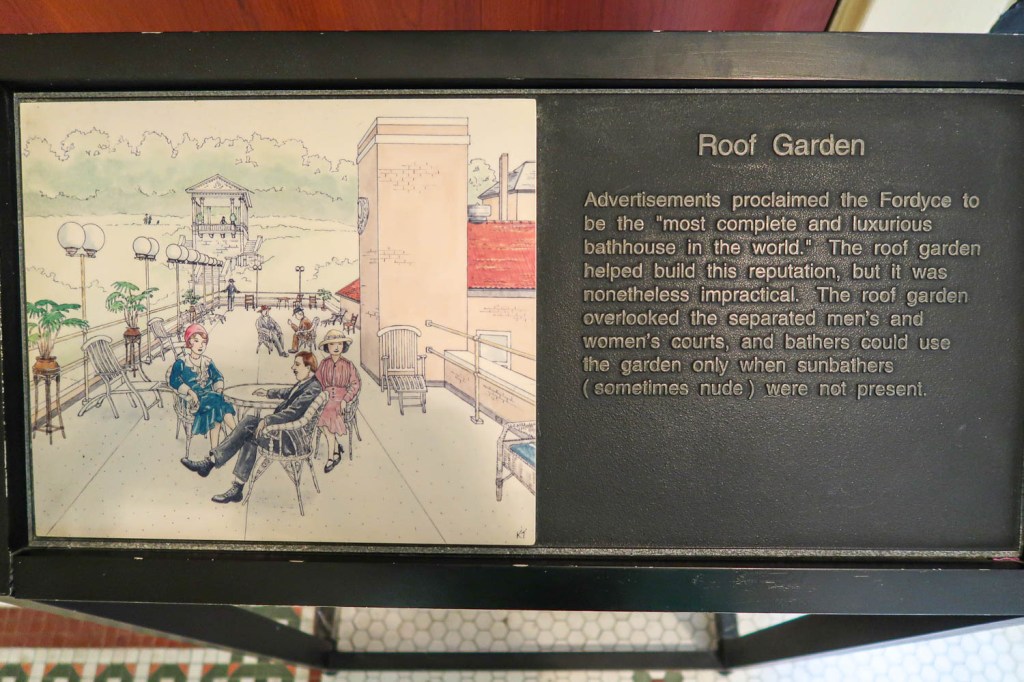 Roof Garden
Advertisements proclaimed the Fordyce to
be the "most complete and luxurious
bathhouse in the world." The roof garden
helped build this reputation, but it was
nonetheless impractical. The roof garden
overlooked the separated men's and
women's courts, and bathers could use
the garden only when sunbathers
(sometimes nude) were not present.
KT